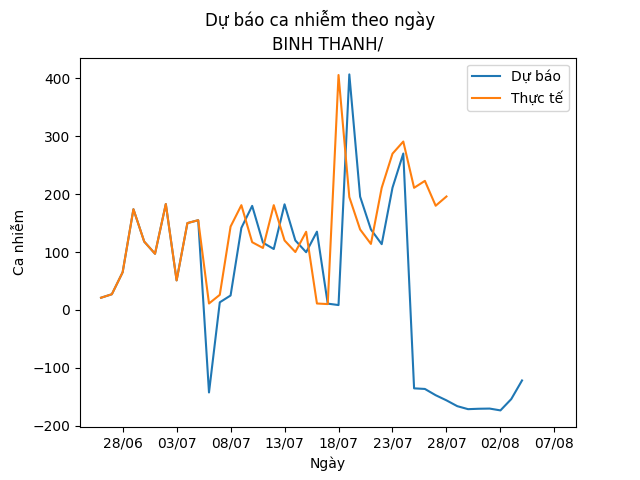 Dự báo ca nhiễm theo ngày
BINH THANH/
Dự báo
Thực tế
Ca nhiễm
400
300
200
100
0
−100
−200
28/06 03/07 08/07 13/07 18/07 23/07 28/07 02/08 07/08
Ngày